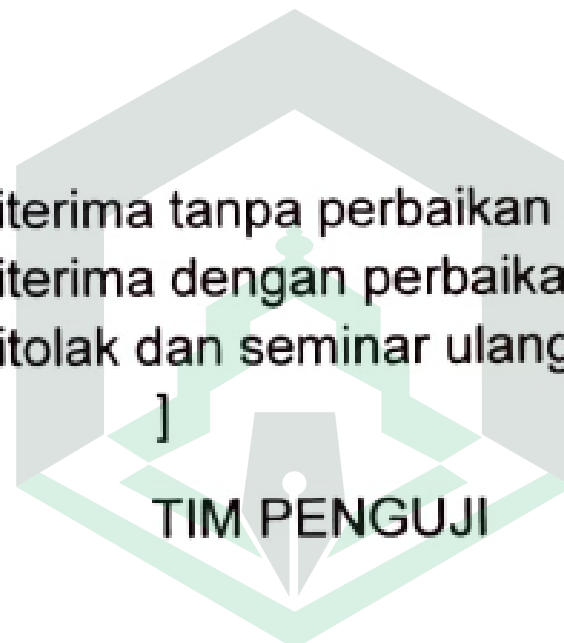 iterima tanpa perbaikan
iterima dengan perbaika
itolak dan seminar ulang
]
TIM PENGUJI